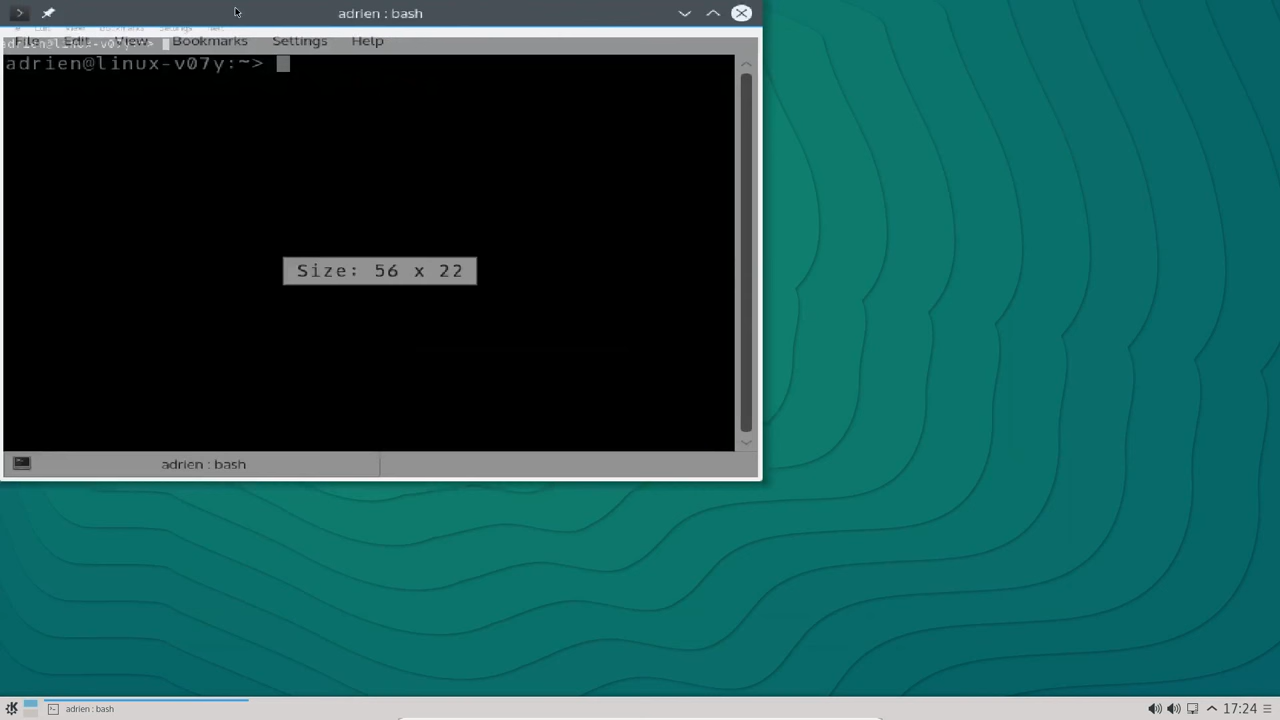 adrien : bash
File Edit View Bookmarks Settings Help
adrien@linux-v07y:~>
Size: 56 x 22
adrien : bash
adrien : bash
17:24